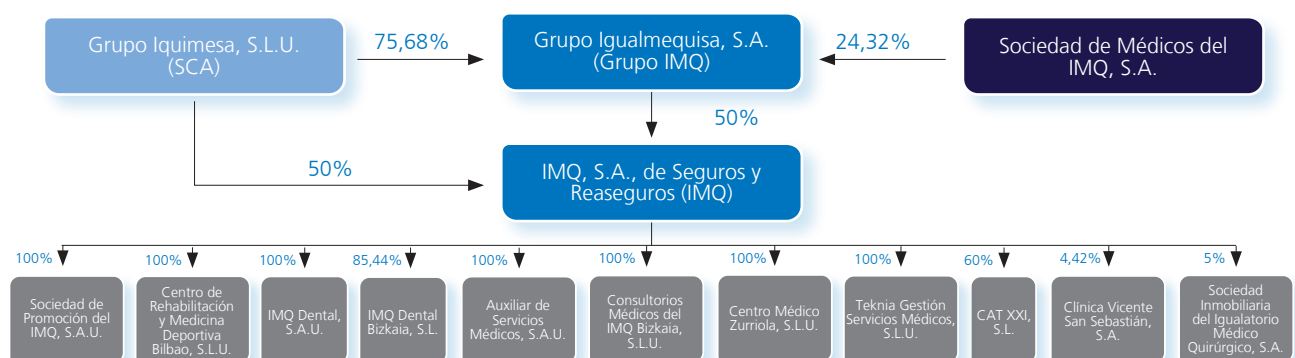 Grupo Iquimesa, S.L.U.
(SCA)
75,68%
Grupo Igualmequisa, S.A.
(Grupo IMQ)
24,32%
Sociedad de Médicos del
IMQ, S.A.
50%
50%
IMQ, S.A., de Seguros y
Reaseguros (IMQ)
100%
100%
100%
85,44%
100%
100%
100%
100%
60%
4,42%
5%
Sociedad de
Promoción del
IMQ, S.A.U.
Centro de
Rehabilitación
y Medicina
Deportiva
Bilbao, S.L.U.
IMQ Dental,
S.A.U.
IMQ Dental
Bizkaia, S.L.
Auxiliar de
Servicios
Médicos, S.A.U.
Consultorios
Médicos del
IMQ Bizkaia,
S.L.U.
Centro Médico
Zurriola, S.L.U.
Teknia Gestión
Servicios Médicos,
S.L.U.
CAT XXI,
S.L.
Clínica Vicente
San Sebastián,
S.A.
Sociedad
Inmobiliaria
del Igualatorio
Médico
Quirúrgico, S.A.